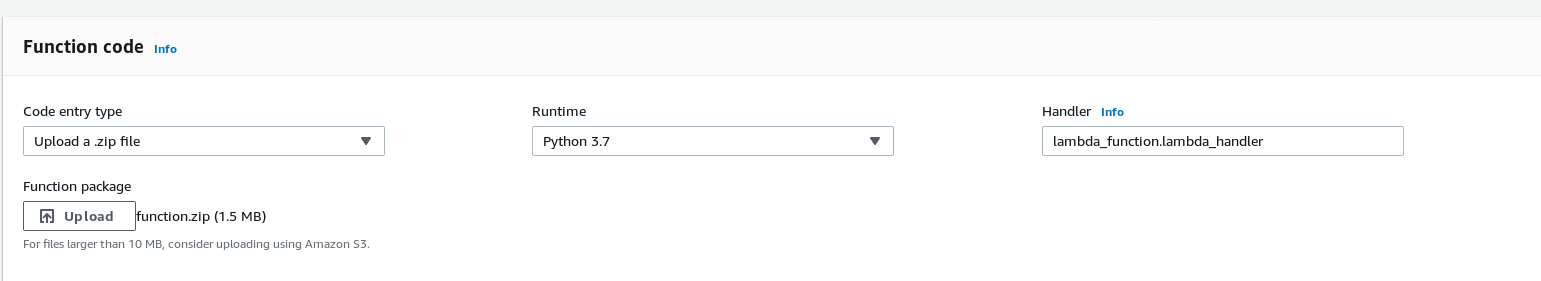 Function code Info
Code entry type
Upload a .zip file
Runtime
Python 3.7
Handler Info
lambda_function.lambda_handler
Function package
Upload function.zip (1.5 MB)
For files larger than 10 MB, consider uploading using Amazon S3.